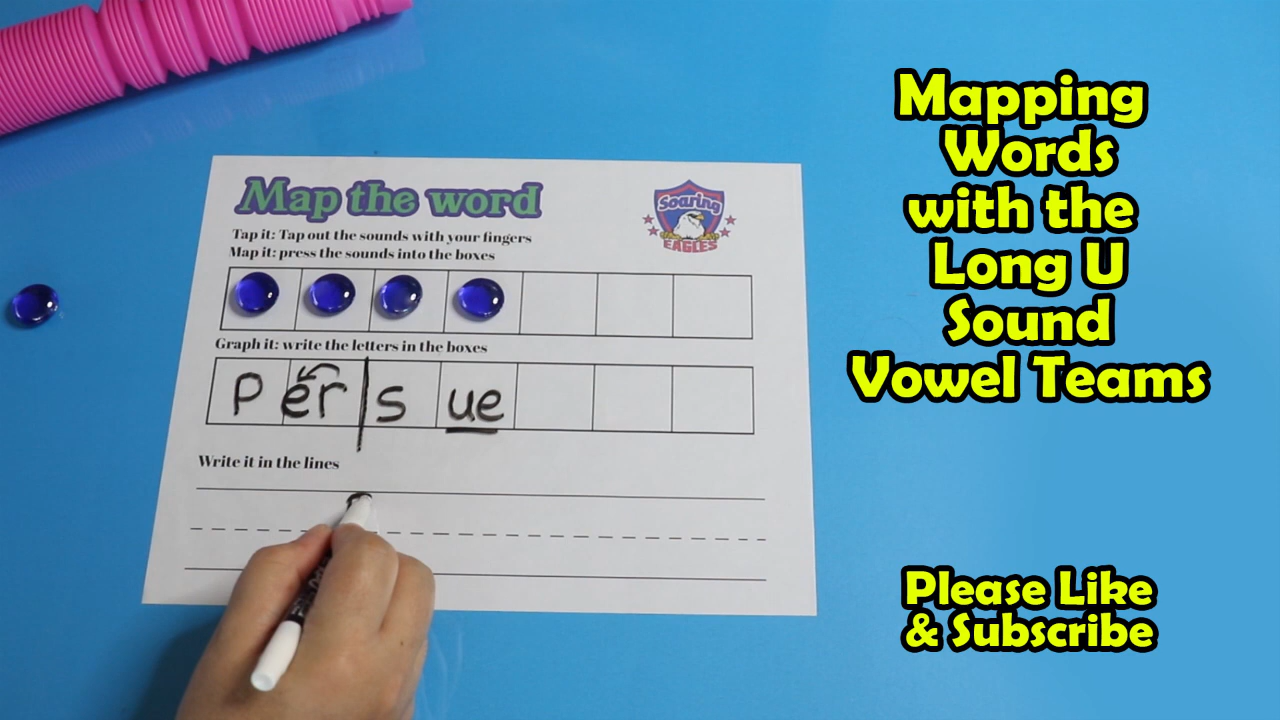 Map the word
Soaring
EAGLES
Tap it: Tap out the sounds with your fingers
Map it: press the sounds into the boxes
Graph it: write the letters in the boxes
P er s ue
Write it in the lines
Mapping
Words
with the
Long U
Sound
Vowel Teams
Please Like
& Subscribe